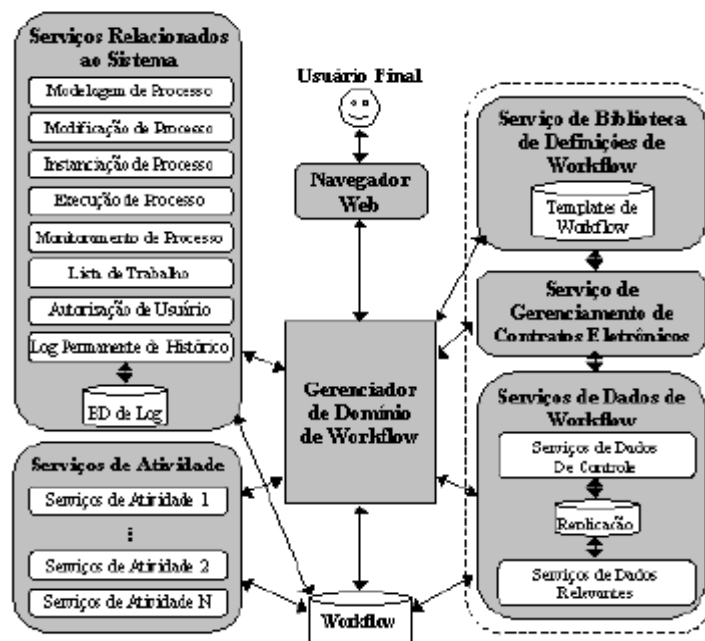 Serviços Relacionados
ao Sistema
Modelagem de Processo
Modificação de Processo
Instanciação de Processo
Execução de Processo
Monitoramento de Processo
Lista de Trabalho
Autorização de Usuário
Log Permanente de Histórico
BD de Log
Serviços de Atividade
Serviços de Atividade 1
Serviços de Atividade 2
Serviços de Atividade N
Usuário Final
Navegador
Web
Gerenciador
de Domínio
de Workflow
Workflow
Serviço de Biblioteca
de Definições de
Workflow
Templates de
Workflow
Serviço de
Gerenciamento de
Contratos Eletrônicos
Serviços de Dados de
Workflow
Serviços de Dados
De Controle
Replicação
Serviços de Dados
Relevantes